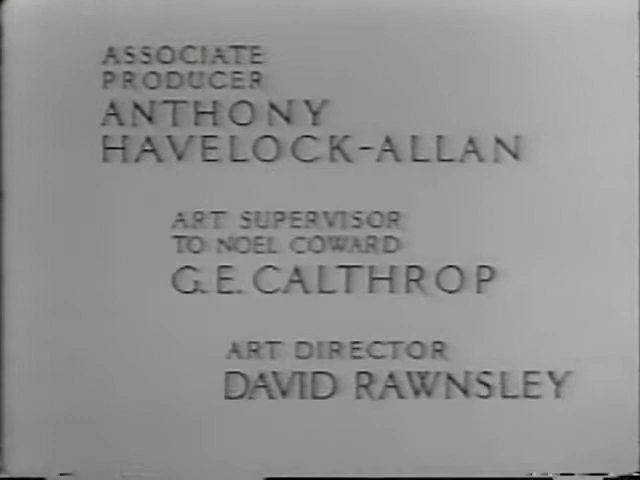 ASSOCIATE
PRODUCER
ANTHONY
HAVELOCK-ALLAN
ART SUPERVISOR
TO NOEL COWARD
G. E. CALTHROP
ART DIRECTOR
DAVID RAWNSLEY